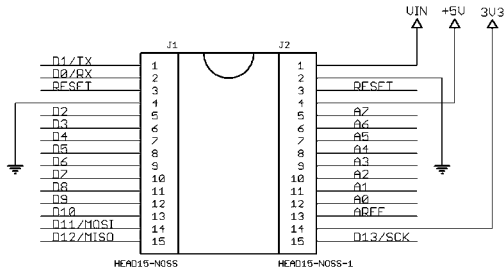 VIN +5V 3V3
J1 J2
D1/TX 1 1
D0/RX 2 2
RESET 3 3 RESET
4 4
D2 5 5 A7
D3 6 6 A6
D4 7 7 A5
D5 8 8 A4
D6 9 9 A3
D7 10 10 A2
D8 11 11 A1
D9 12 12 A0
D10 13 13 AREF
D11/MOSI 14 14
D12/MISO 15 15 D13/SCK
HEAD15-NOSS HEAD15-NOSS-1